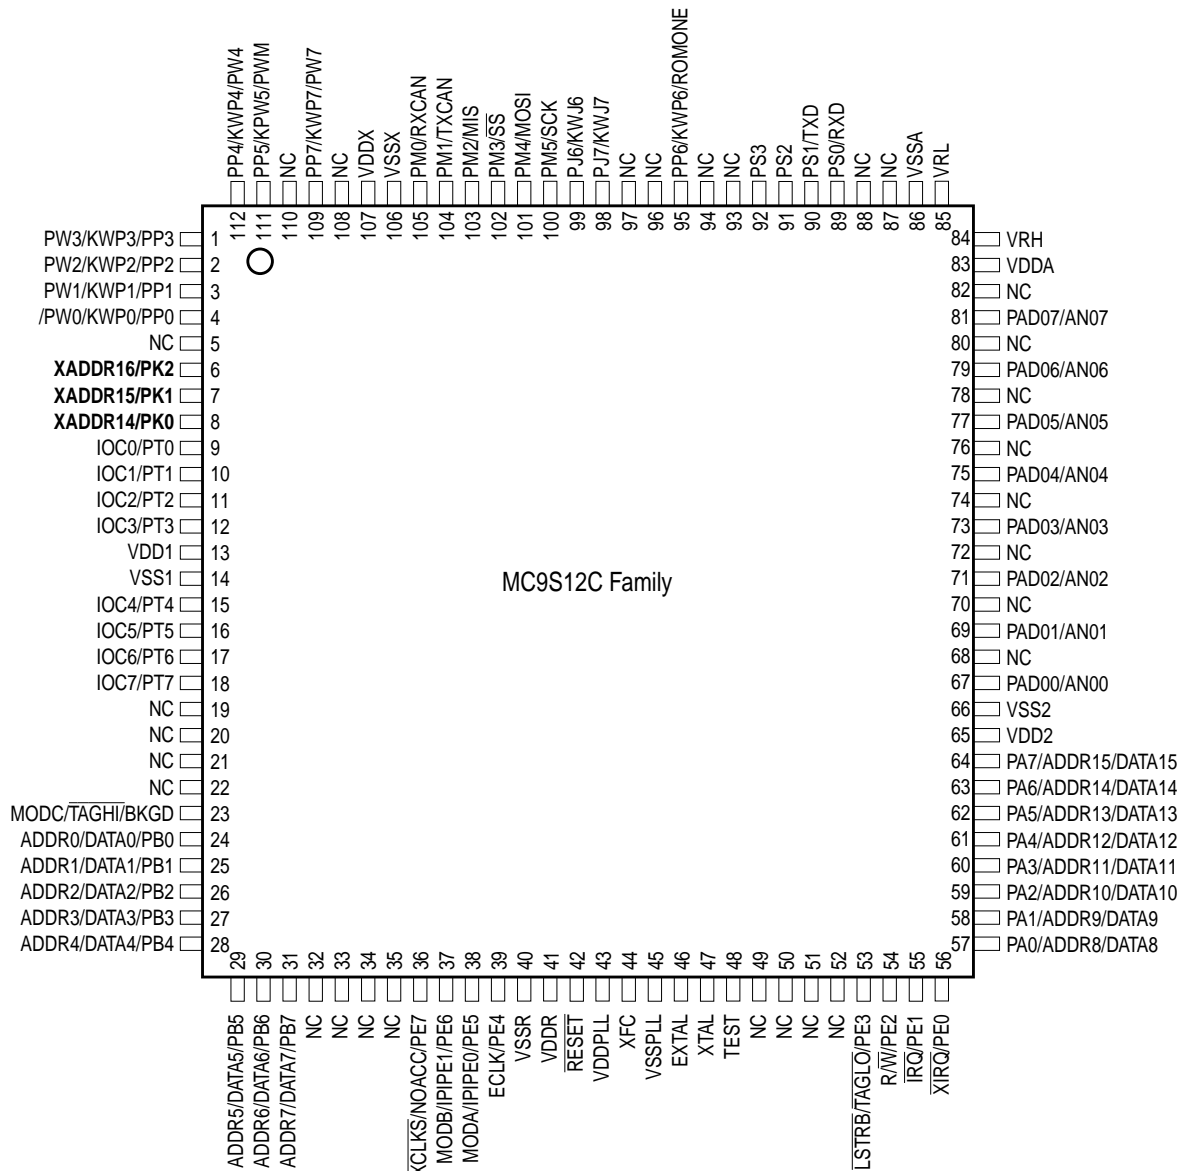 PP4/KWP4/PW4
PP5/KPW5/PWM
NC
PP7/KWP7/PW7
NC
VDDX
VSSX
PM0/RXCAN
PM1/TXCAN
PM2/MIS
PM3/SS
PM4/MOSI
PM5/SCK
PJ6/KWJ6
PJ7/KWJ7
NC
NC
PP6/KWP6/ROMONE
NC
NC
PS3
PS2
PS1/TXD
PS0/RXD
NC
NC
VSSA
VRL
112
111
110
109
108
107
106
105
104
103
102
101
100
99
98
97
96
95
94
93
92
91
90
89
88
87
86
85
PW3/KWP3/PP3 1
PW2/KWP2/PP2 2
PW1/KWP1/PP1 3
/PW0/KWP0/PP0 4
NC 5
XADDR16/PK2 6
XADDR15/PK1 7
XADDR14/PK0 8
IOC0/PT0 9
IOC1/PT1 10
IOC2/PT2 11
IOC3/PT3 12
VDD1 13
VSS1 14
IOC4/PT4 15
IOC5/PT5 16
IOC6/PT6 17
IOC7/PT7 18
NC 19
NC 20
NC 21
NC 22
MODC/TAGHI/BKGD 23
ADDR0/DATA0/PB0 24
ADDR1/DATA1/PB1 25
ADDR2/DATA2/PB2 26
ADDR3/DATA3/PB3 27
ADDR4/DATA4/PB4 28
MC9S12C Family
84 VRH
83 VDDA
82 NC
81 PAD07/AN07
80 NC
79 PAD06/AN06
78 NC
77 PAD05/AN05
76 NC
75 PAD04/AN04
74 NC
73 PAD03/AN03
72 NC
71 PAD02/AN02
70 NC
69 PAD01/AN01
68 NC
67 PAD00/AN00
66 VSS2
65 VDD2
64 PA7/ADDR15/DATA15
63 PA6/ADDR14/DATA14
62 PA5/ADDR13/DATA13
61 PA4/ADDR12/DATA12
60 PA3/ADDR11/DATA11
59 PA2/ADDR10/DATA10
58 PA1/ADDR9/DATA9
57 PA0/ADDR8/DATA8
29
30
31
32
33
34
35
36
37
38
39
40
41
42
43
44
45
46
47
48
49
50
51
52
53
54
55
56
ADDR5/DATA5/PB5
ADDR6/DATA6/PB6
ADDR7/DATA7/PB7
NC
NC
NC
NC
XCLKS/NOACC/PE7
MODB/IPIPE1/PE6
MODA/IPIPE0/PE5
ECLK/PE4
VSSR
VDDR
RESET
VDDPLL
XFC
VSSPLL
EXTAL
XTAL
TEST
NC
NC
NC
NC
LSTRB/TAGLO/PE3
R/W/PE2
IRQ/PE1
XIRQ/PE0